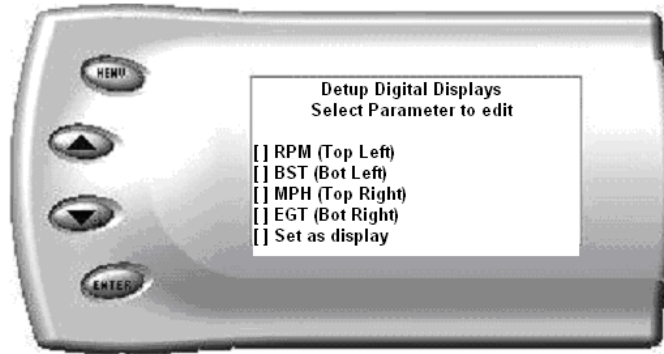 MENU
Detup Digital Displays
Select Parameter to edit
[ ] RPM (Top Left)
[ ] BST (Bot Left)
[ ] MPH (Top Right)
[ ] EGT (Bot Right)
[ ] Set as display
ENTER